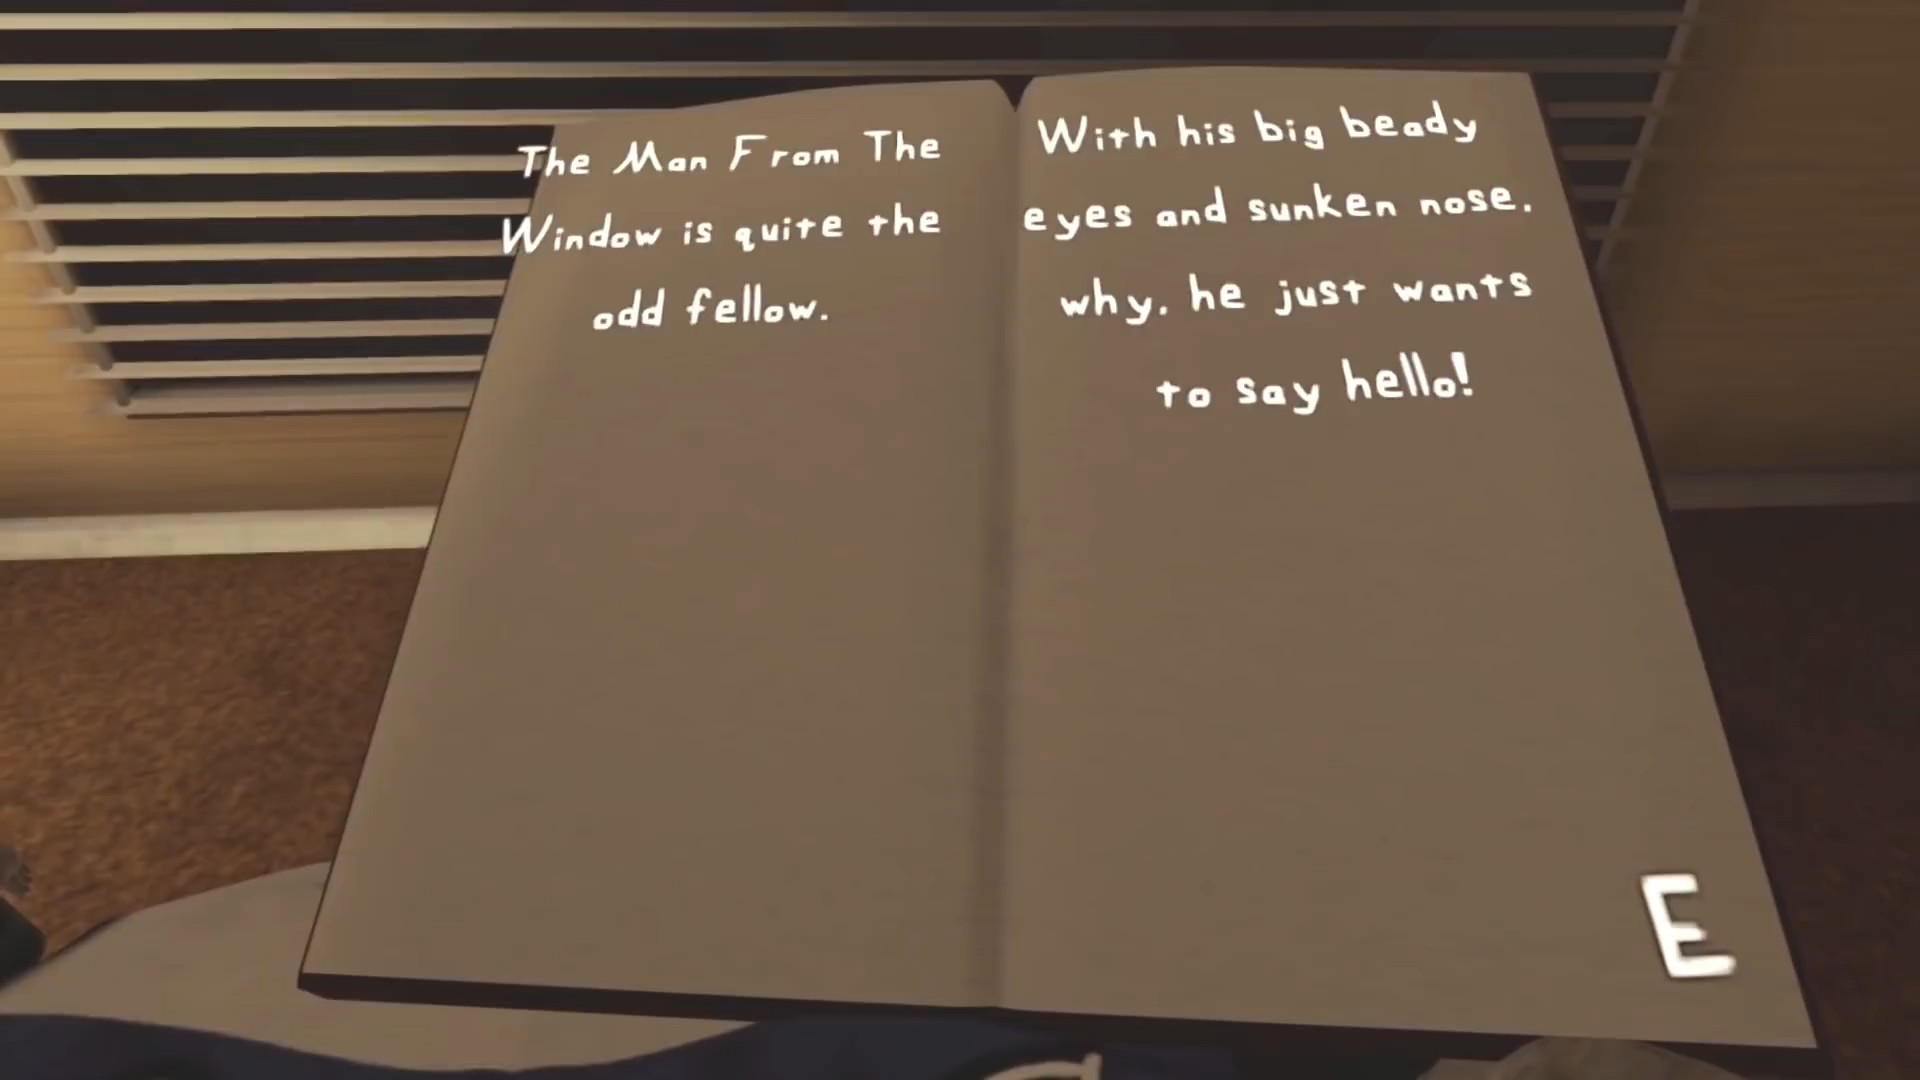 The Man From The
Window is quite the
odd fellow.
With his big beady
eyes and sunken nose.
why, he just wants
to say hello!
E